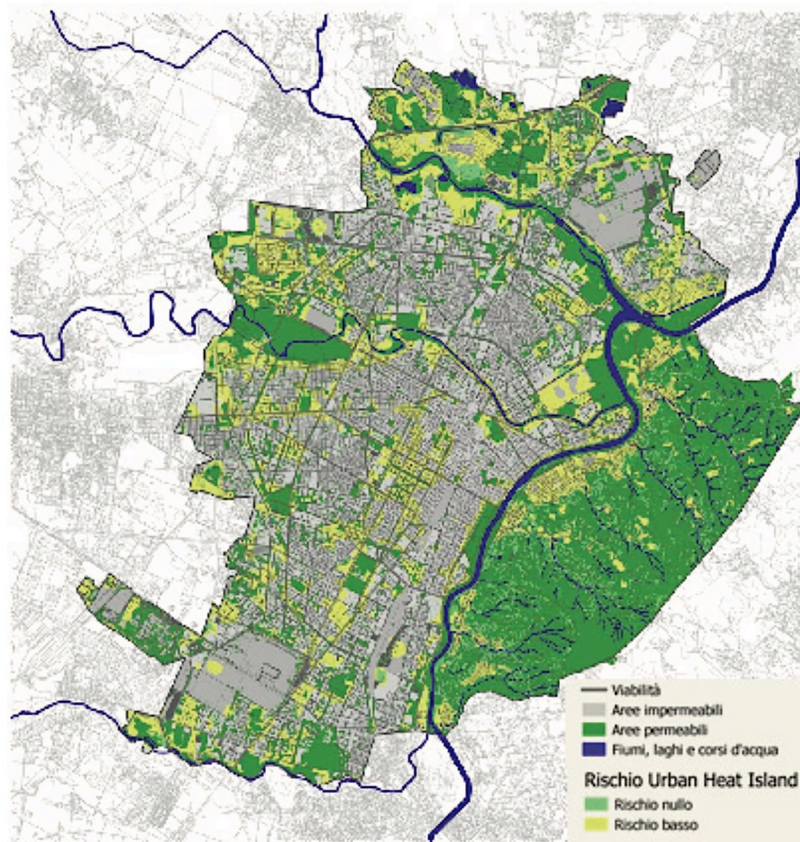 Viabilità
Aree impermeabili
Aree permeabili
Fiumi, laghi e corsi d'acqua
Rischio Urban Heat Island
Rischio nullo
Rischio basso